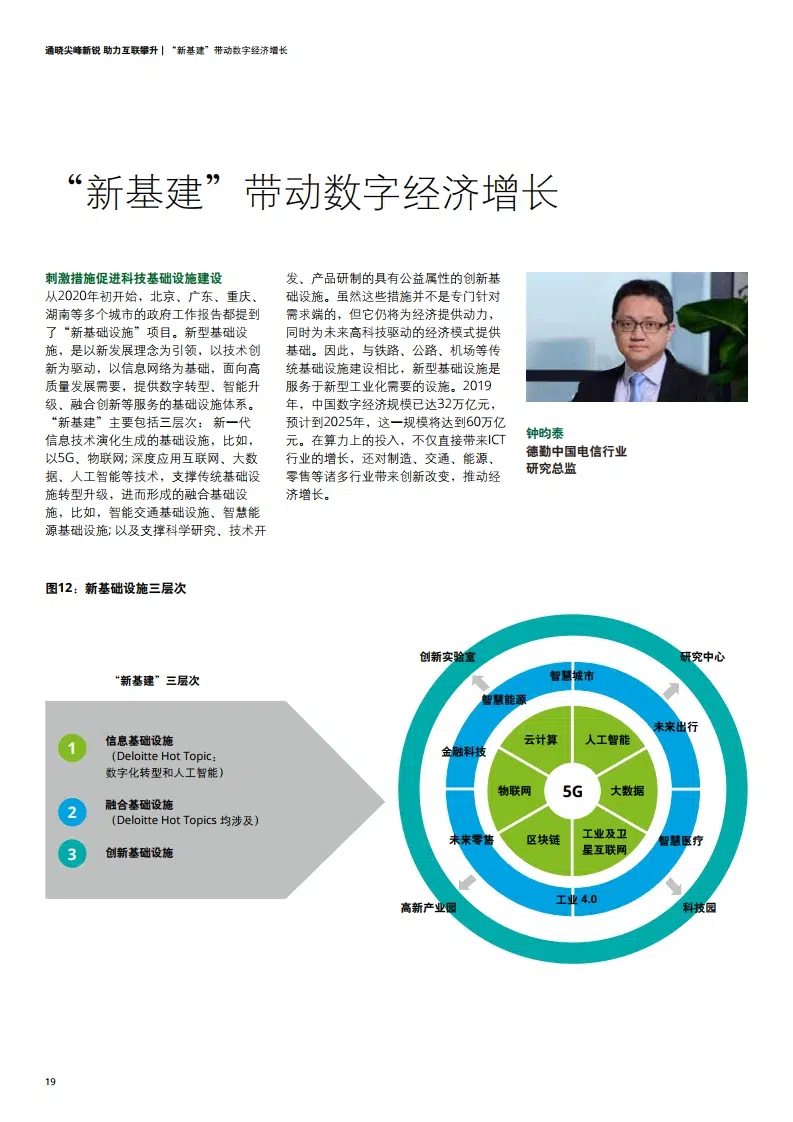 通晓尖峰新锐 助力互联攀升 | “新基建”带动数字经济增长
“新基建”带动数字经济增长
刺激措施促进科技基础设施建设
从2020年初开始，北京、广东、重庆、
湖南等多个城市的政府工作报告都提到
了“新基础设施”项目。新型基础设
施，是以新发展理念为引领，以技术创
新为驱动，以信息网络为基础，面向高
质量发展需要，提供数字转型、智能升
级、融合创新等服务的基础设施体系。
“新基建”主要包括三层次： 新一代
信息技术演化生成的基础设施，比如，
以5G、物联网; 深度应用互联网、大数
据、人工智能等技术，支撑传统基础设
施转型升级，进而形成的融合基础设
施，比如，智能交通基础设施、智慧能
源基础设施; 以及支撑科学研究、技术开
发、产品研制的具有公益属性的创新基
础设施。虽然这些措施并不是专门针对
需求端的，但它仍将为经济提供动力，
同时为未来高科技驱动的经济模式提供
基础。因此，与铁路、公路、机场等传
统基础设施建设相比，新型基础设施是
服务于新型工业化需要的设施。2019
年，中国数字经济规模已达32万亿元，
预计到2025年，这一规模将达到60万亿
元。在算力上的投入，不仅直接带来ICT
行业的增长，还对制造、交通、能源、
零售等诸多行业带来创新改变，推动经
济增长。
钟昀泰
德勤中国电信行业
研究总监
图12：新基础设施三层次
“新基建”三层次
1
信息基础设施
（Deloitte Hot Topic；
数字化转型和人工智能）
2
融合基础设施
（Deloitte Hot Topics 均涉及）
3
创新基础设施
创新实验室
研究中心
智慧城市
智慧能源
未来出行
云计算
人工智能
金融科技
物联网
5G
大数据
未来零售
区块链
工业及卫
星互联网
智慧医疗
工业 4.0
高新产业园
科技园
19